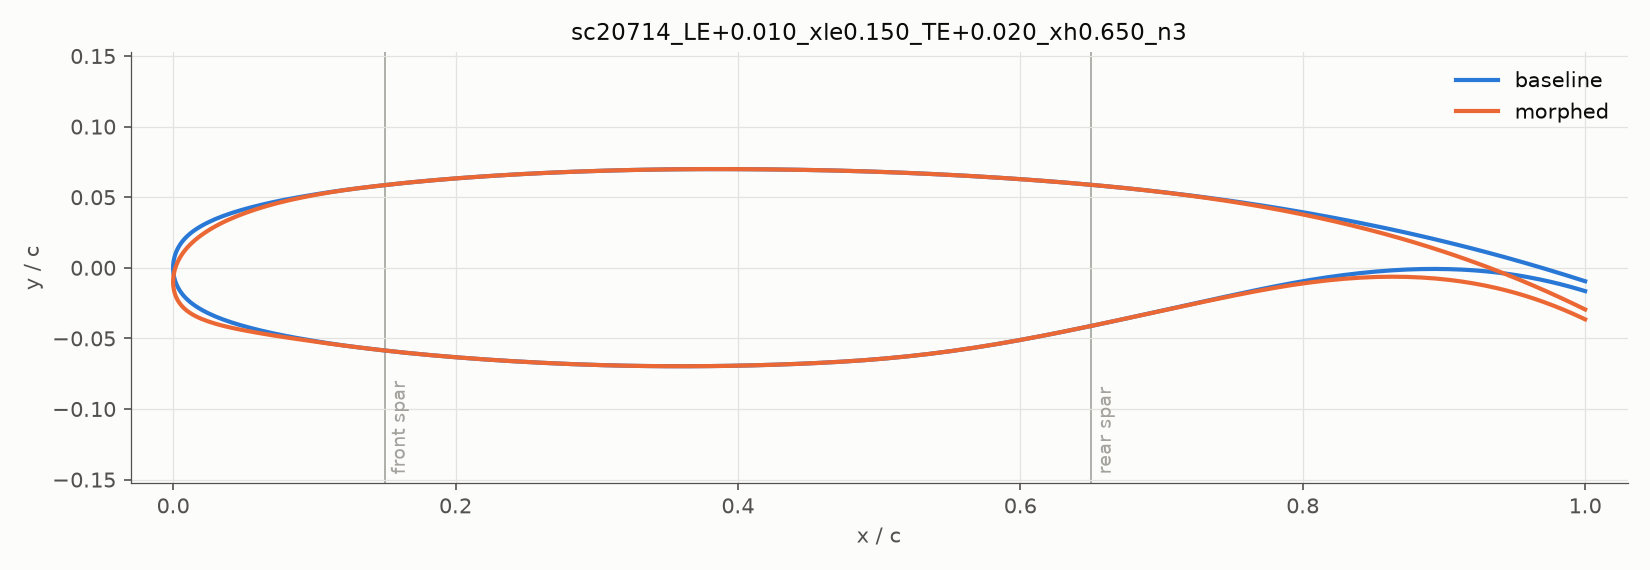 sc20714_LE+0.010_xle0.150_TE+0.020_xh0.650_n3
baseline
morphed
y / c
0.15
0.10
0.05
0.00
−0.05
−0.10
−0.15
front spar
rear spar
0.0 0.2 0.4 0.6 0.8 1.0
x / c